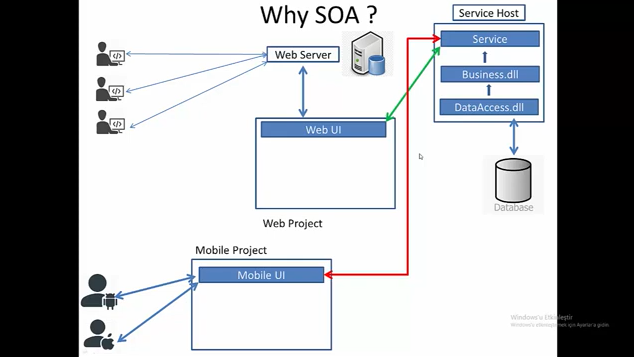 Why SOA ?
Service Host
Service
Web Server
Business.dll
DataAccess.dll
Web UI
Database
Web Project
Mobile Project
Mobile UI
Windows'u Etkinleştir
Windows'u etkinleştirmek için Ayarlar'a gidin.